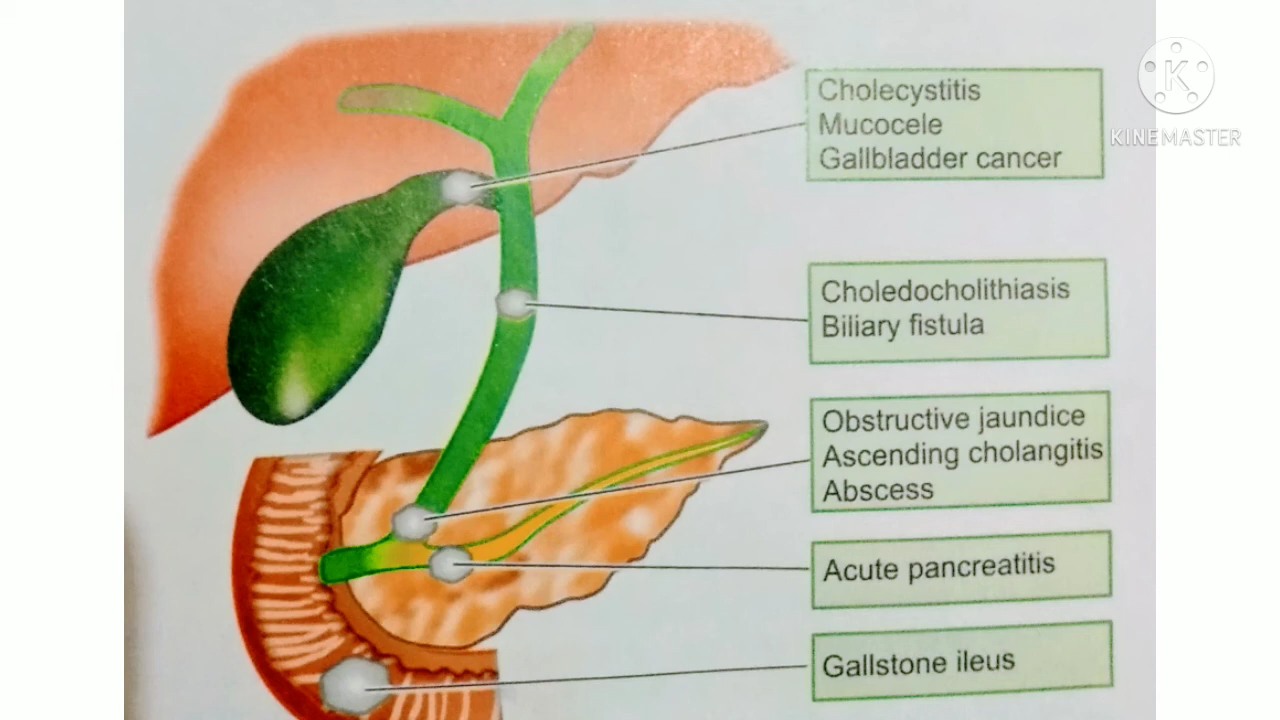 Cholecystitis
Mucocele
Gallbladder cancer
K
KINEMASTER
Choledocholithiasis
Biliary fistula
Obstructive jaundice
Ascending cholangitis
Abscess
Acute pancreatitis
Gallstone ileus